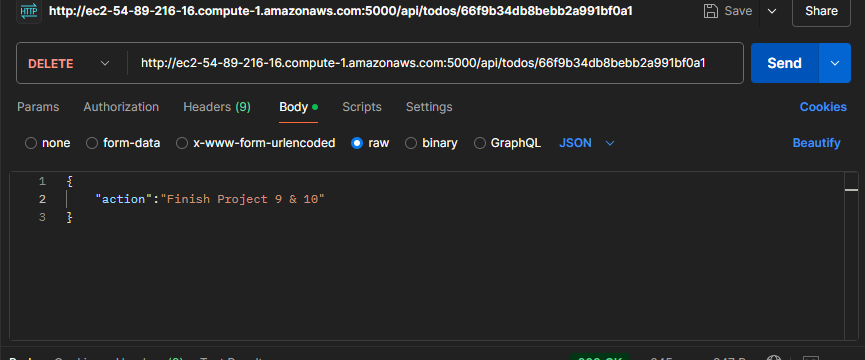 HTTP http://ec2-54-89-216-16.compute-1.amazonaws.com:5000/api/todos/66f9b34db8bebb2a991bf0a1 Save Share
DELETE http://ec2-54-89-216-16.compute-1.amazonaws.com:5000/api/todos/66f9b34db8bebb2a991bf0a1 Send
Params Authorization Headers (9) Body Scripts Settings Cookies
none form-data x-www-form-urlencoded raw binary GraphQL JSON Beautify
1 {
2 "action":"Finish Project 9 & 10"
3 }